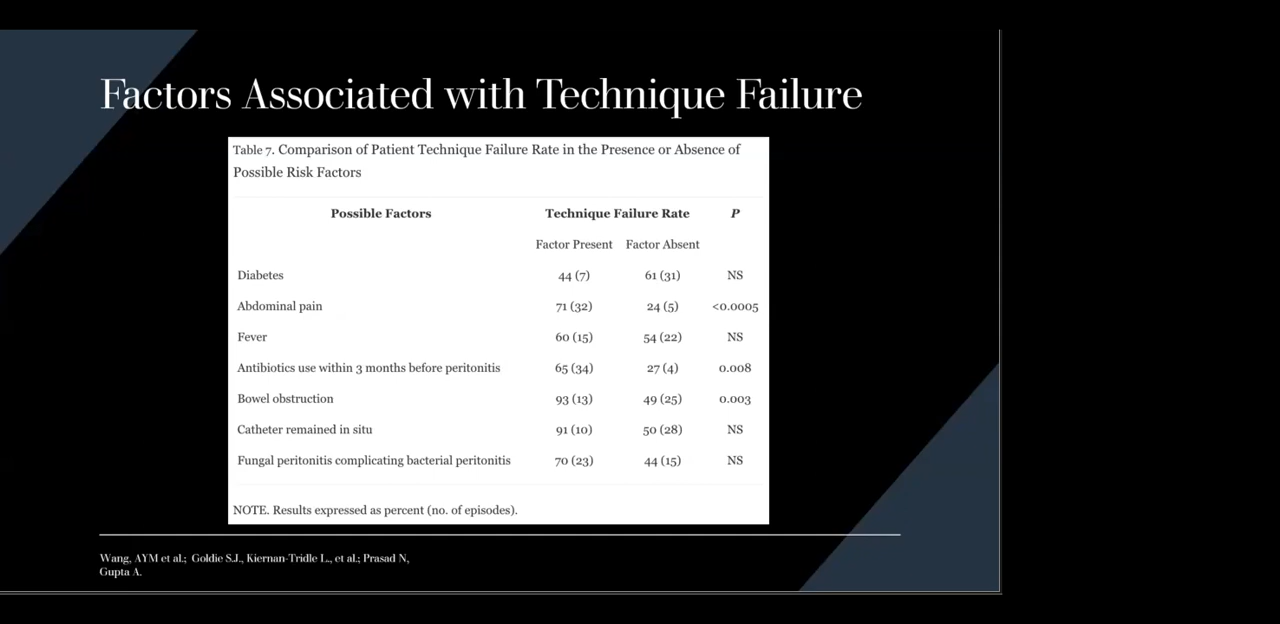 Factors Associated with Technique Failure
Table 7. Comparison of Patient Technique Failure Rate in the Presence or Absence of
Possible Risk Factors
Possible Factors Technique Failure Rate P
Factor Present Factor Absent
Diabetes 44 (7) 61 (31) NS
Abdominal pain 71 (32) 24 (5) <0.0005
Fever 60 (15) 54 (22) NS
Antibiotics use within 3 months before peritonitis 65 (34) 27 (4) 0.008
Bowel obstruction 93 (13) 49 (25) 0.003
Catheter remained in situ 91 (10) 50 (28) NS
Fungal peritonitis complicating bacterial peritonitis 70 (23) 44 (15) NS
NOTE. Results expressed as percent (no. of episodes).
Wang, AYM et al.; Goldie S.J., Kiernan-Tridle L., et al.; Prasad N,
Gupta A.